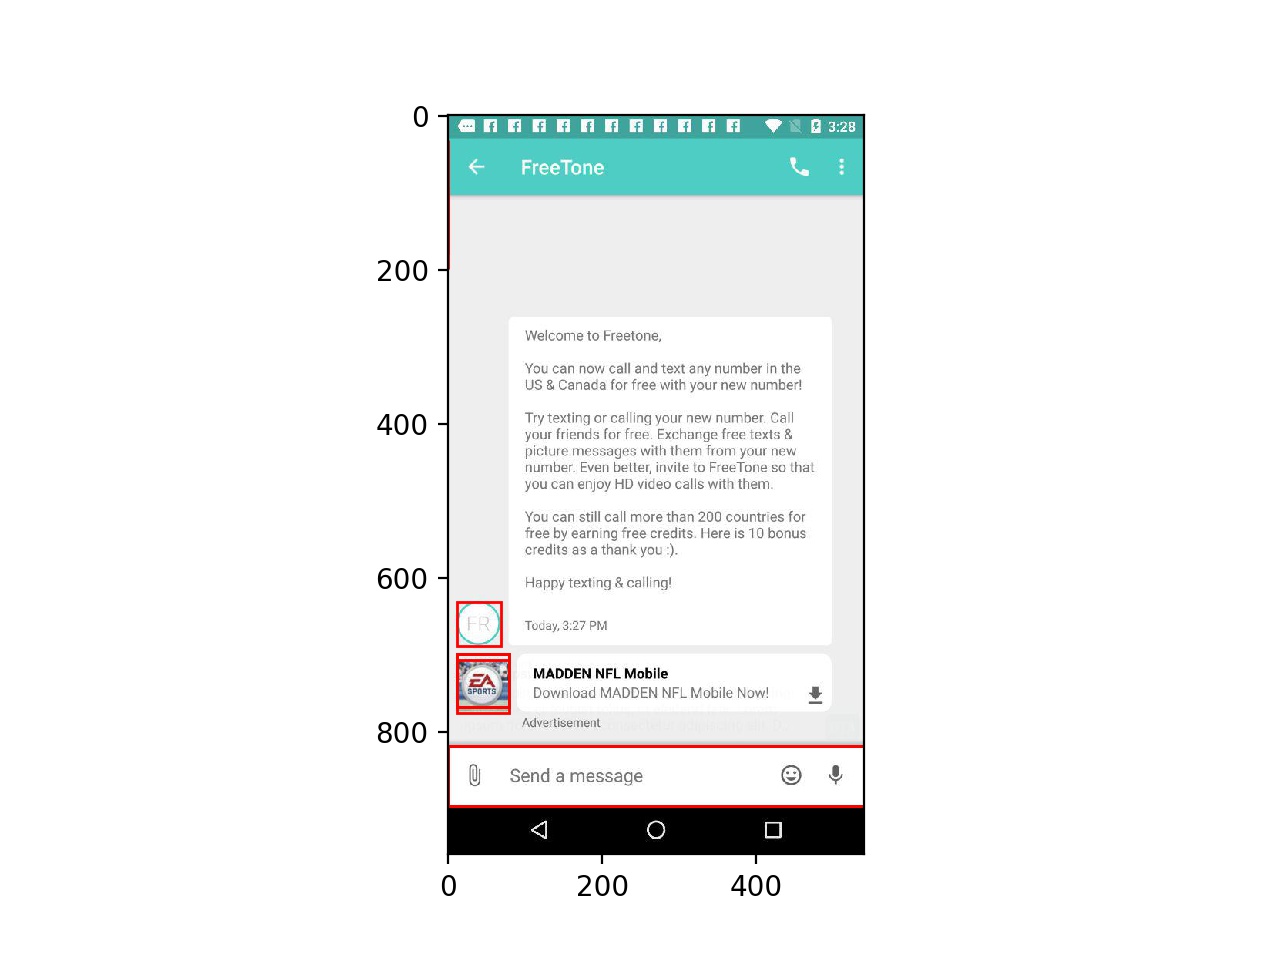 0
3:28
FreeTone
200
Welcome to Freetone,
You can now call and text any number in the
US & Canada for free with your new number!
400
Try texting or calling your new number. Call
your friends for free. Exchange free texts &
picture messages with them from your new
number. Even better, invite to FreeTone so that
you can enjoy HD video calls with them.
You can still call more than 200 countries for
free by earning free credits. Here is 10 bonus
credits as a thank you :).
600
Happy texting & calling!
FR
Today, 3:27 PM
EA
SPORTS
MADDEN NFL Mobile
Download MADDEN NFL Mobile Now!
Advertisement
800
Send a message
0 200 400